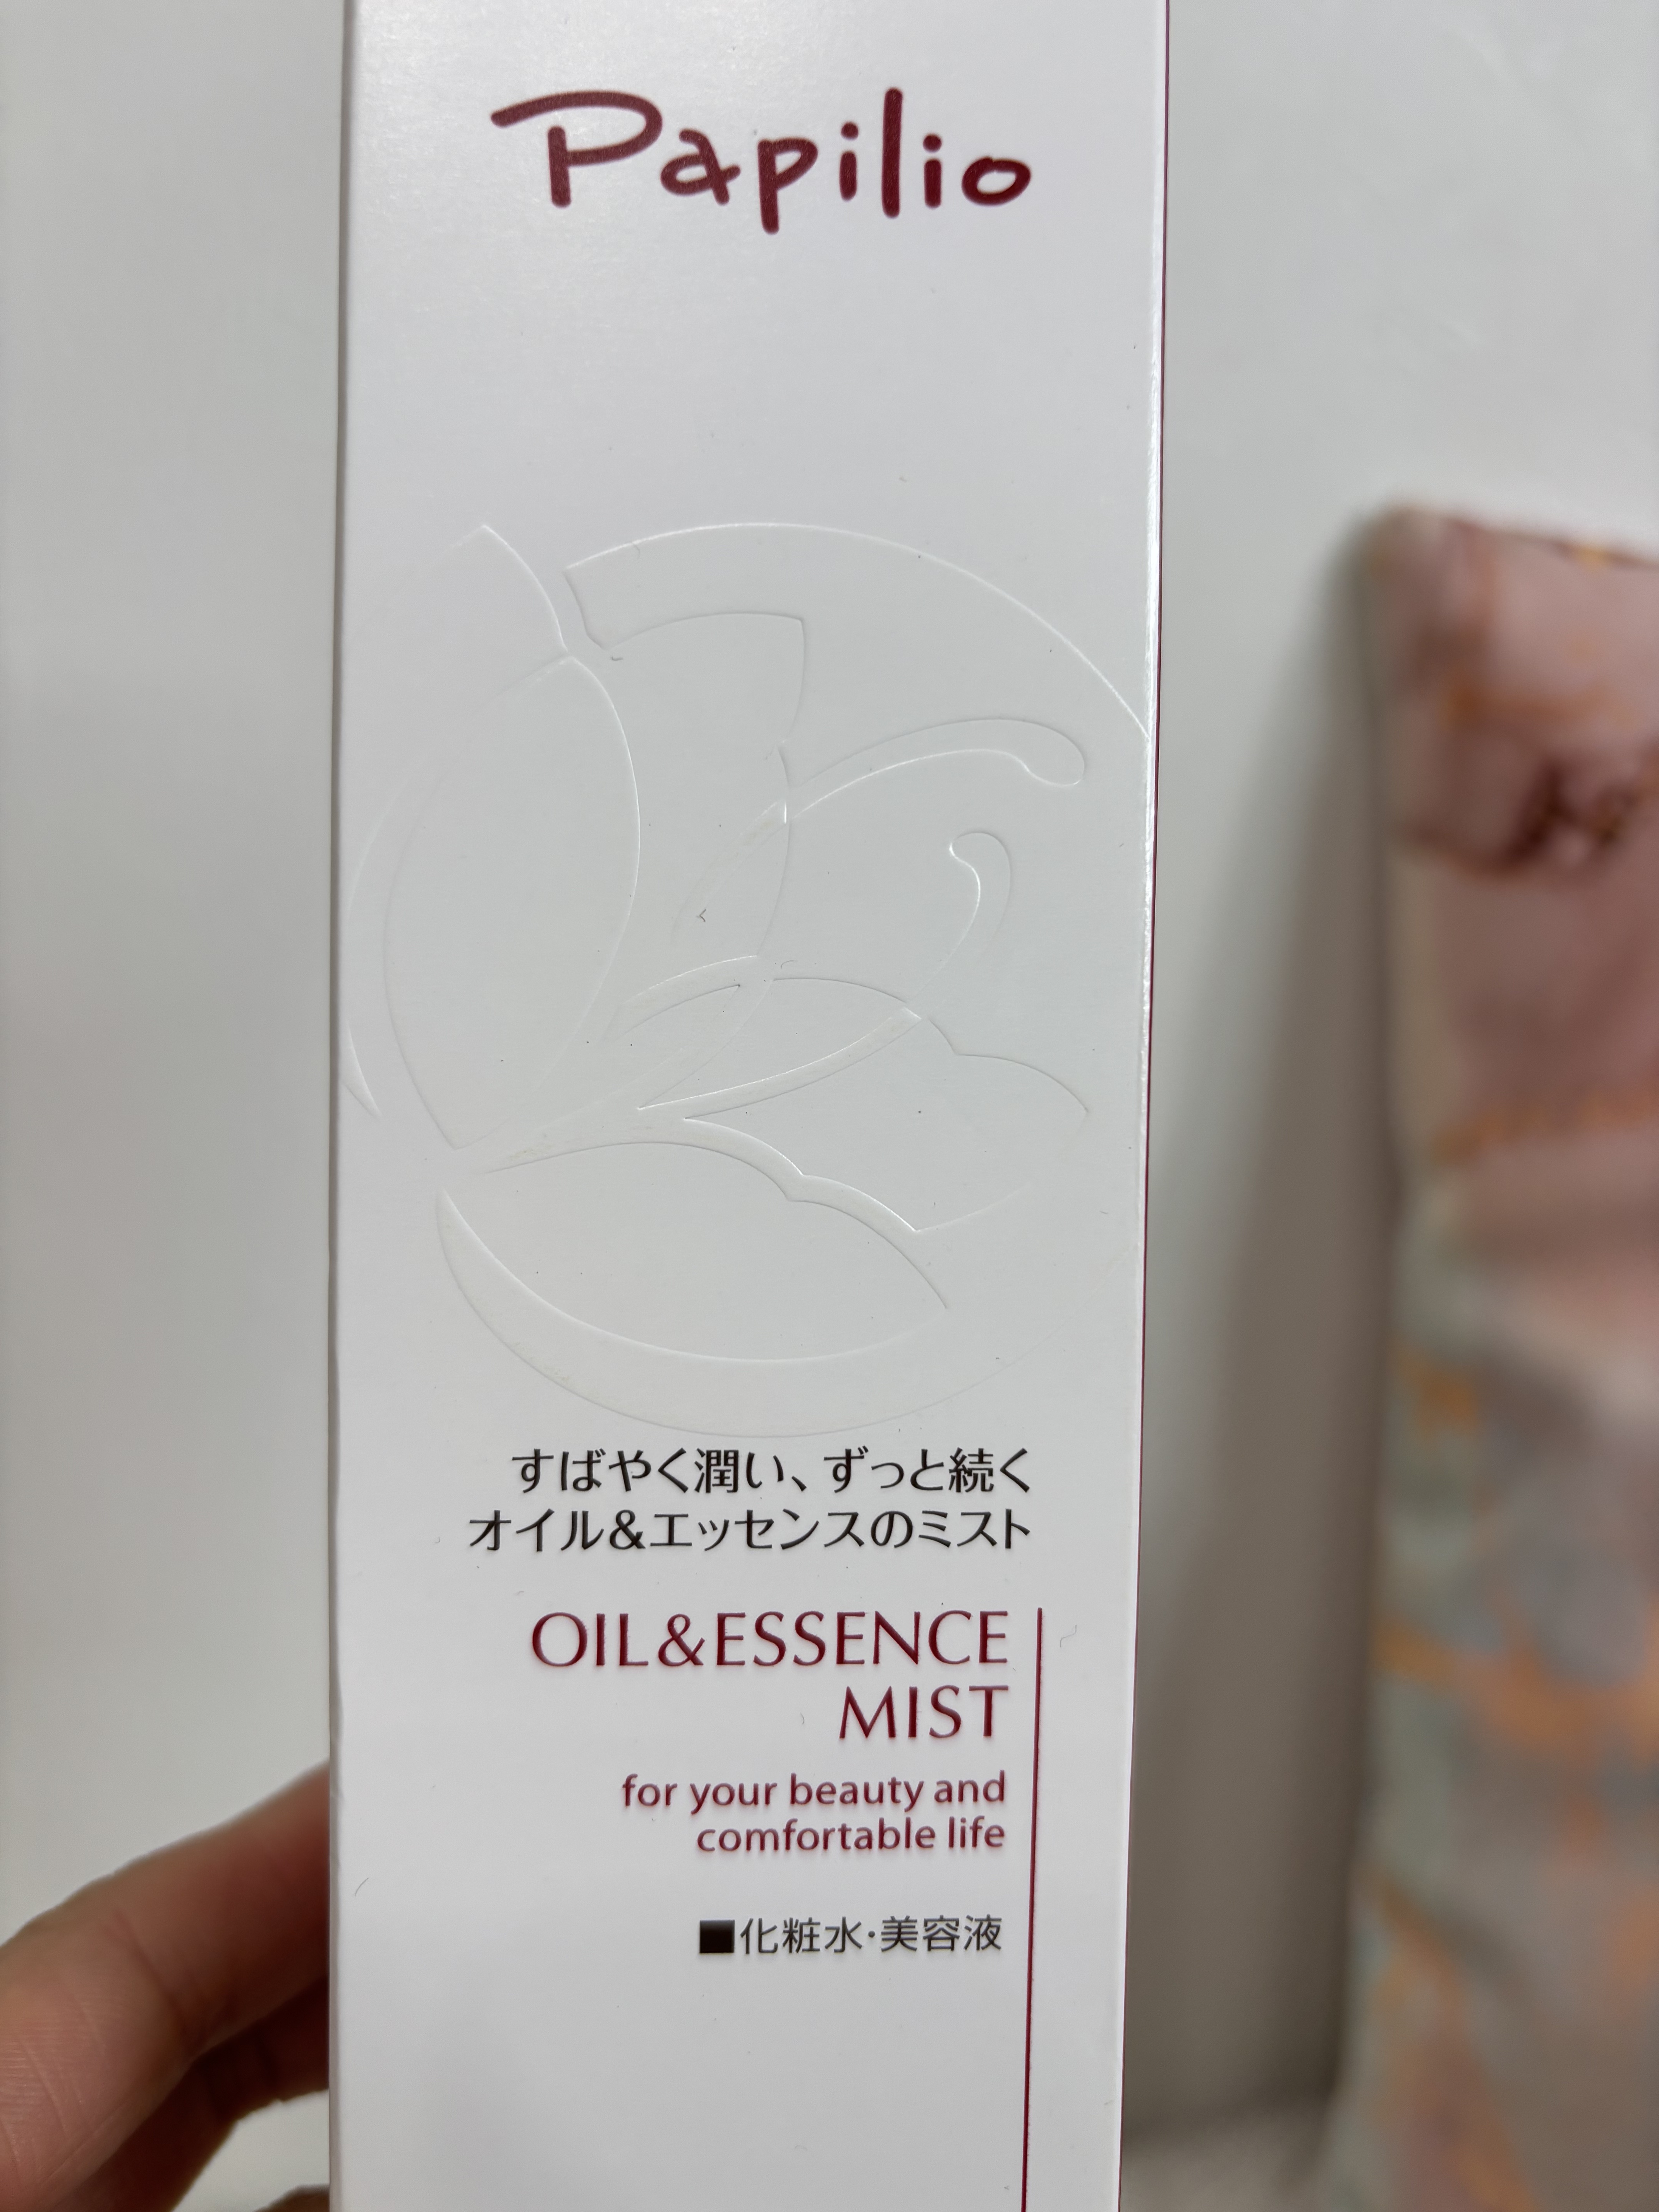 Papilio
すばやく潤い、ずっと続く
オイル&エッセンスのミスト
OIL&ESSENCE
MIST
for your beauty and
comfortable life
■化粧水・美容液